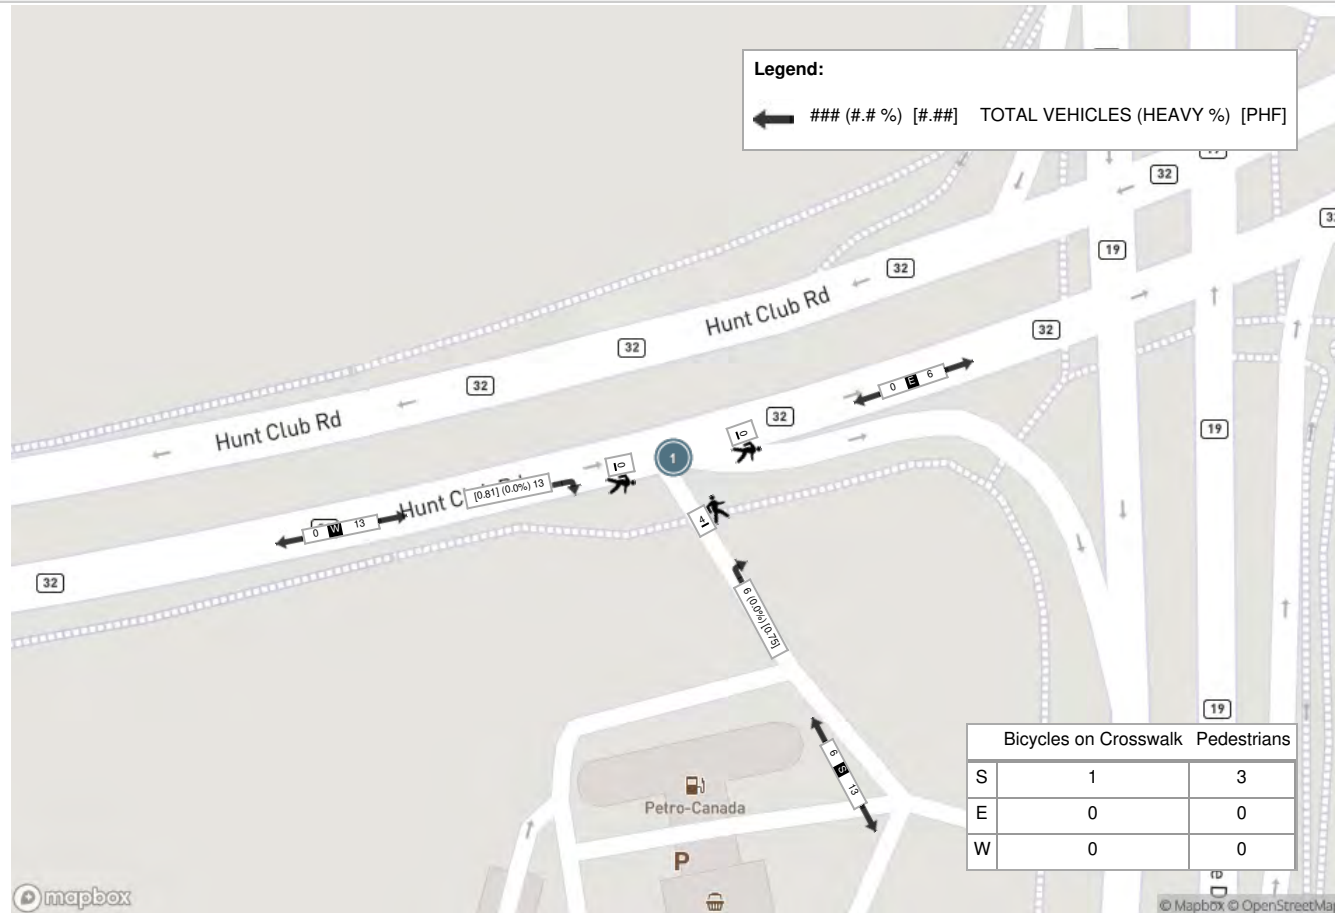 Legend:
### (#.# %) [#.##] TOTAL VEHICLES (HEAVY %) [PHF]
32
19
32
32
32
Hunt Club Rd
32
32
32
Hunt Club Rd
32
19
0 E 6
0
0
1
[0.81] (0.0%) 13
0 W 13
4
32
6 (0.0%) [0.75]
19
6 S 13
Petro-Canada
P
Bicycles on Crosswalk Pedestrians
S 1 3
E 0 0
W 0 0
mapbox
© Mapbox © OpenStreetMap